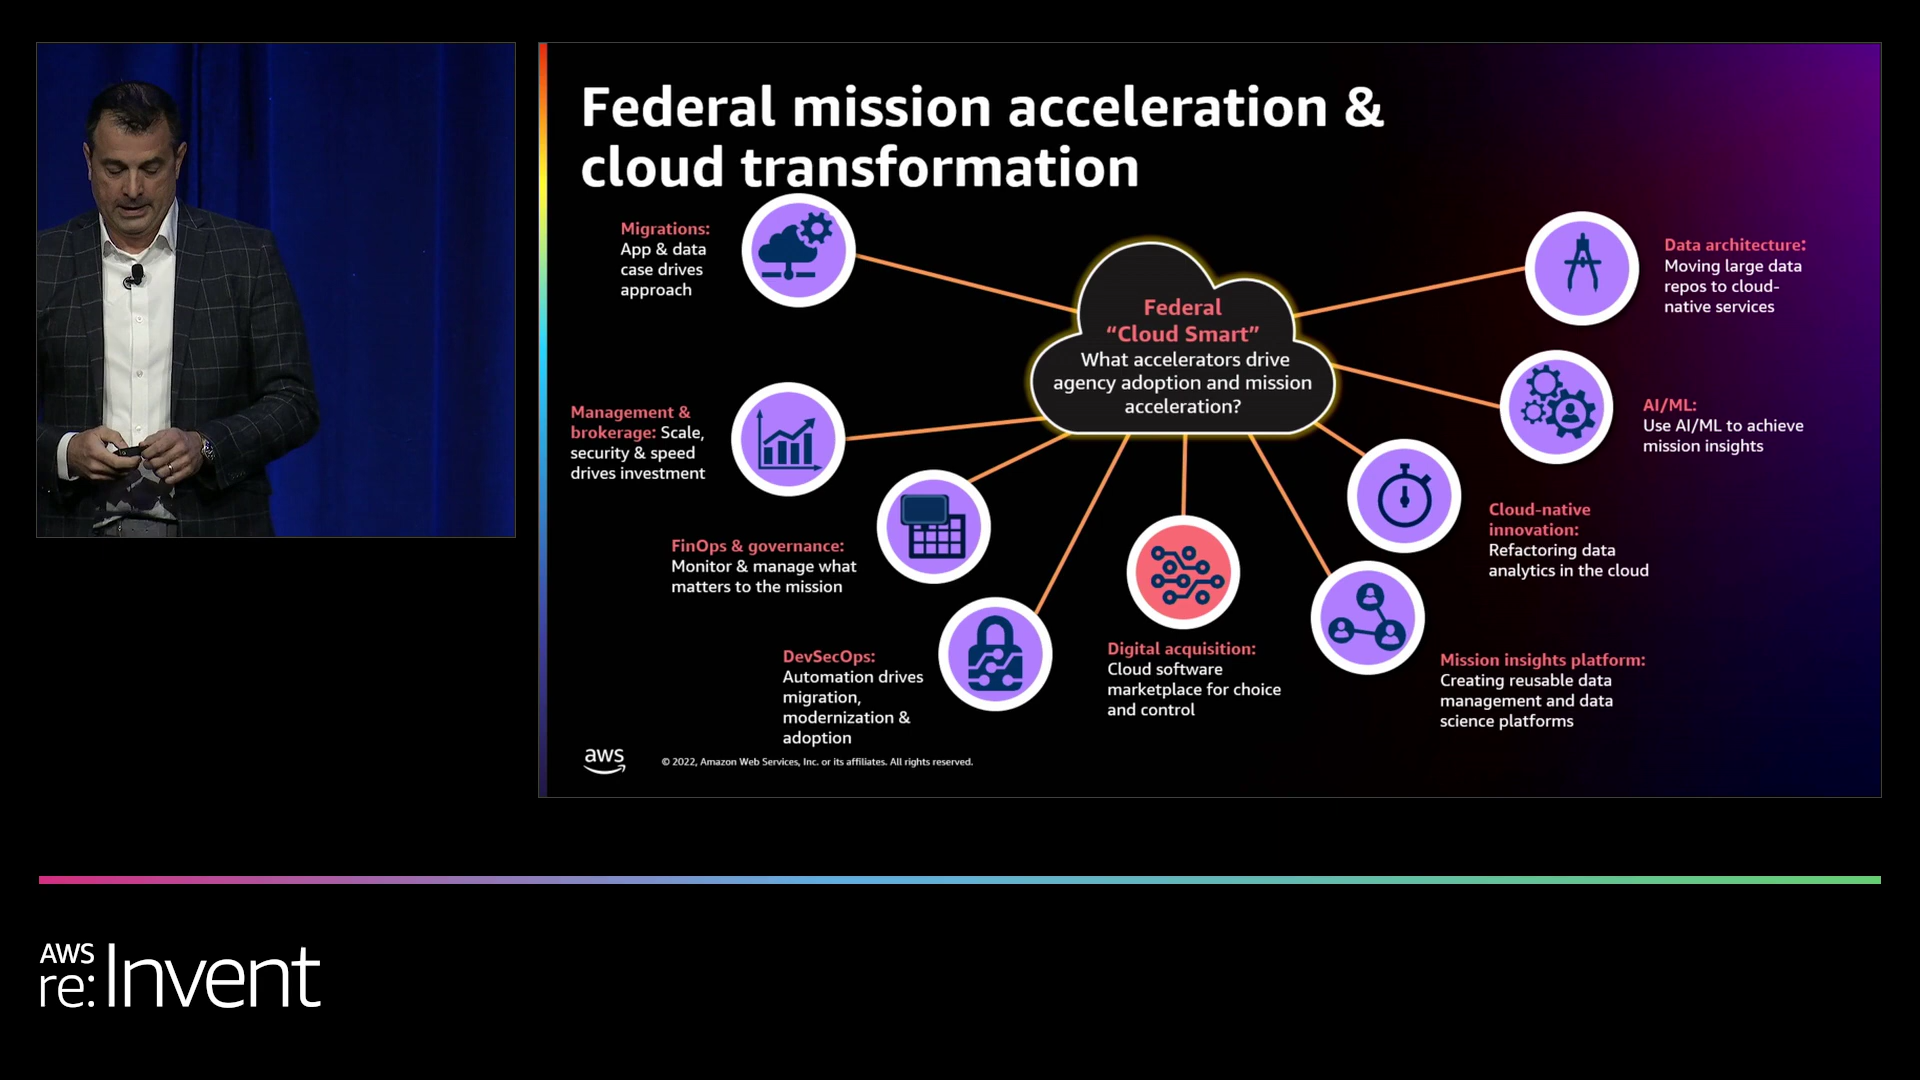 Federal mission acceleration &
cloud transformation
Migrations:
App & data
case drives
approach
Management &
brokerage: Scale,
security & speed
drives investment
FinOps & governance:
Monitor & manage what
matters to the mission
DevSecOps:
Automation drives
migration,
modernization &
adoption
Federal
“Cloud Smart”
What accelerators drive
agency adoption and mission
acceleration?
Digital acquisition:
Cloud software
marketplace for choice
and control
Data architecture:
Moving large data
repos to cloud-
native services
AI/ML:
Use AI/ML to achieve
mission insights
Cloud-native
innovation:
Refactoring data
analytics in the cloud
Mission insights platform:
Creating reusable data
management and data
science platforms
aws
© 2022, Amazon Web Services, Inc. or its affiliates. All rights reserved.
AWS
re:Invent